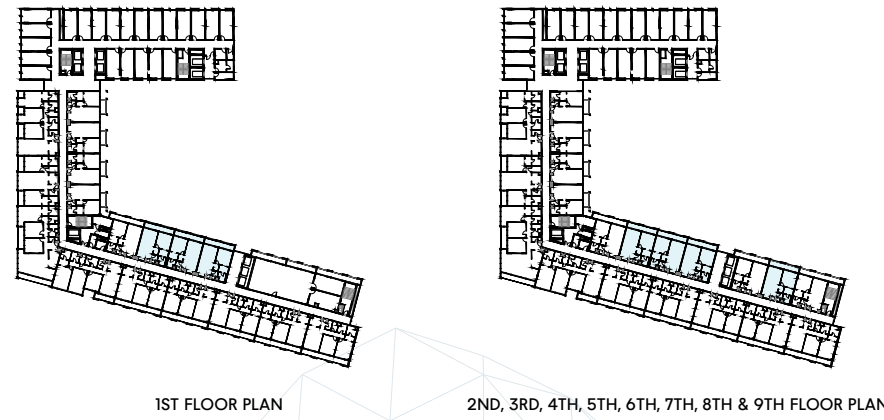 1ST FLOOR PLAN
2ND, 3RD, 4TH, 5TH, 6TH, 7TH, 8TH & 9TH FLOOR PLAN